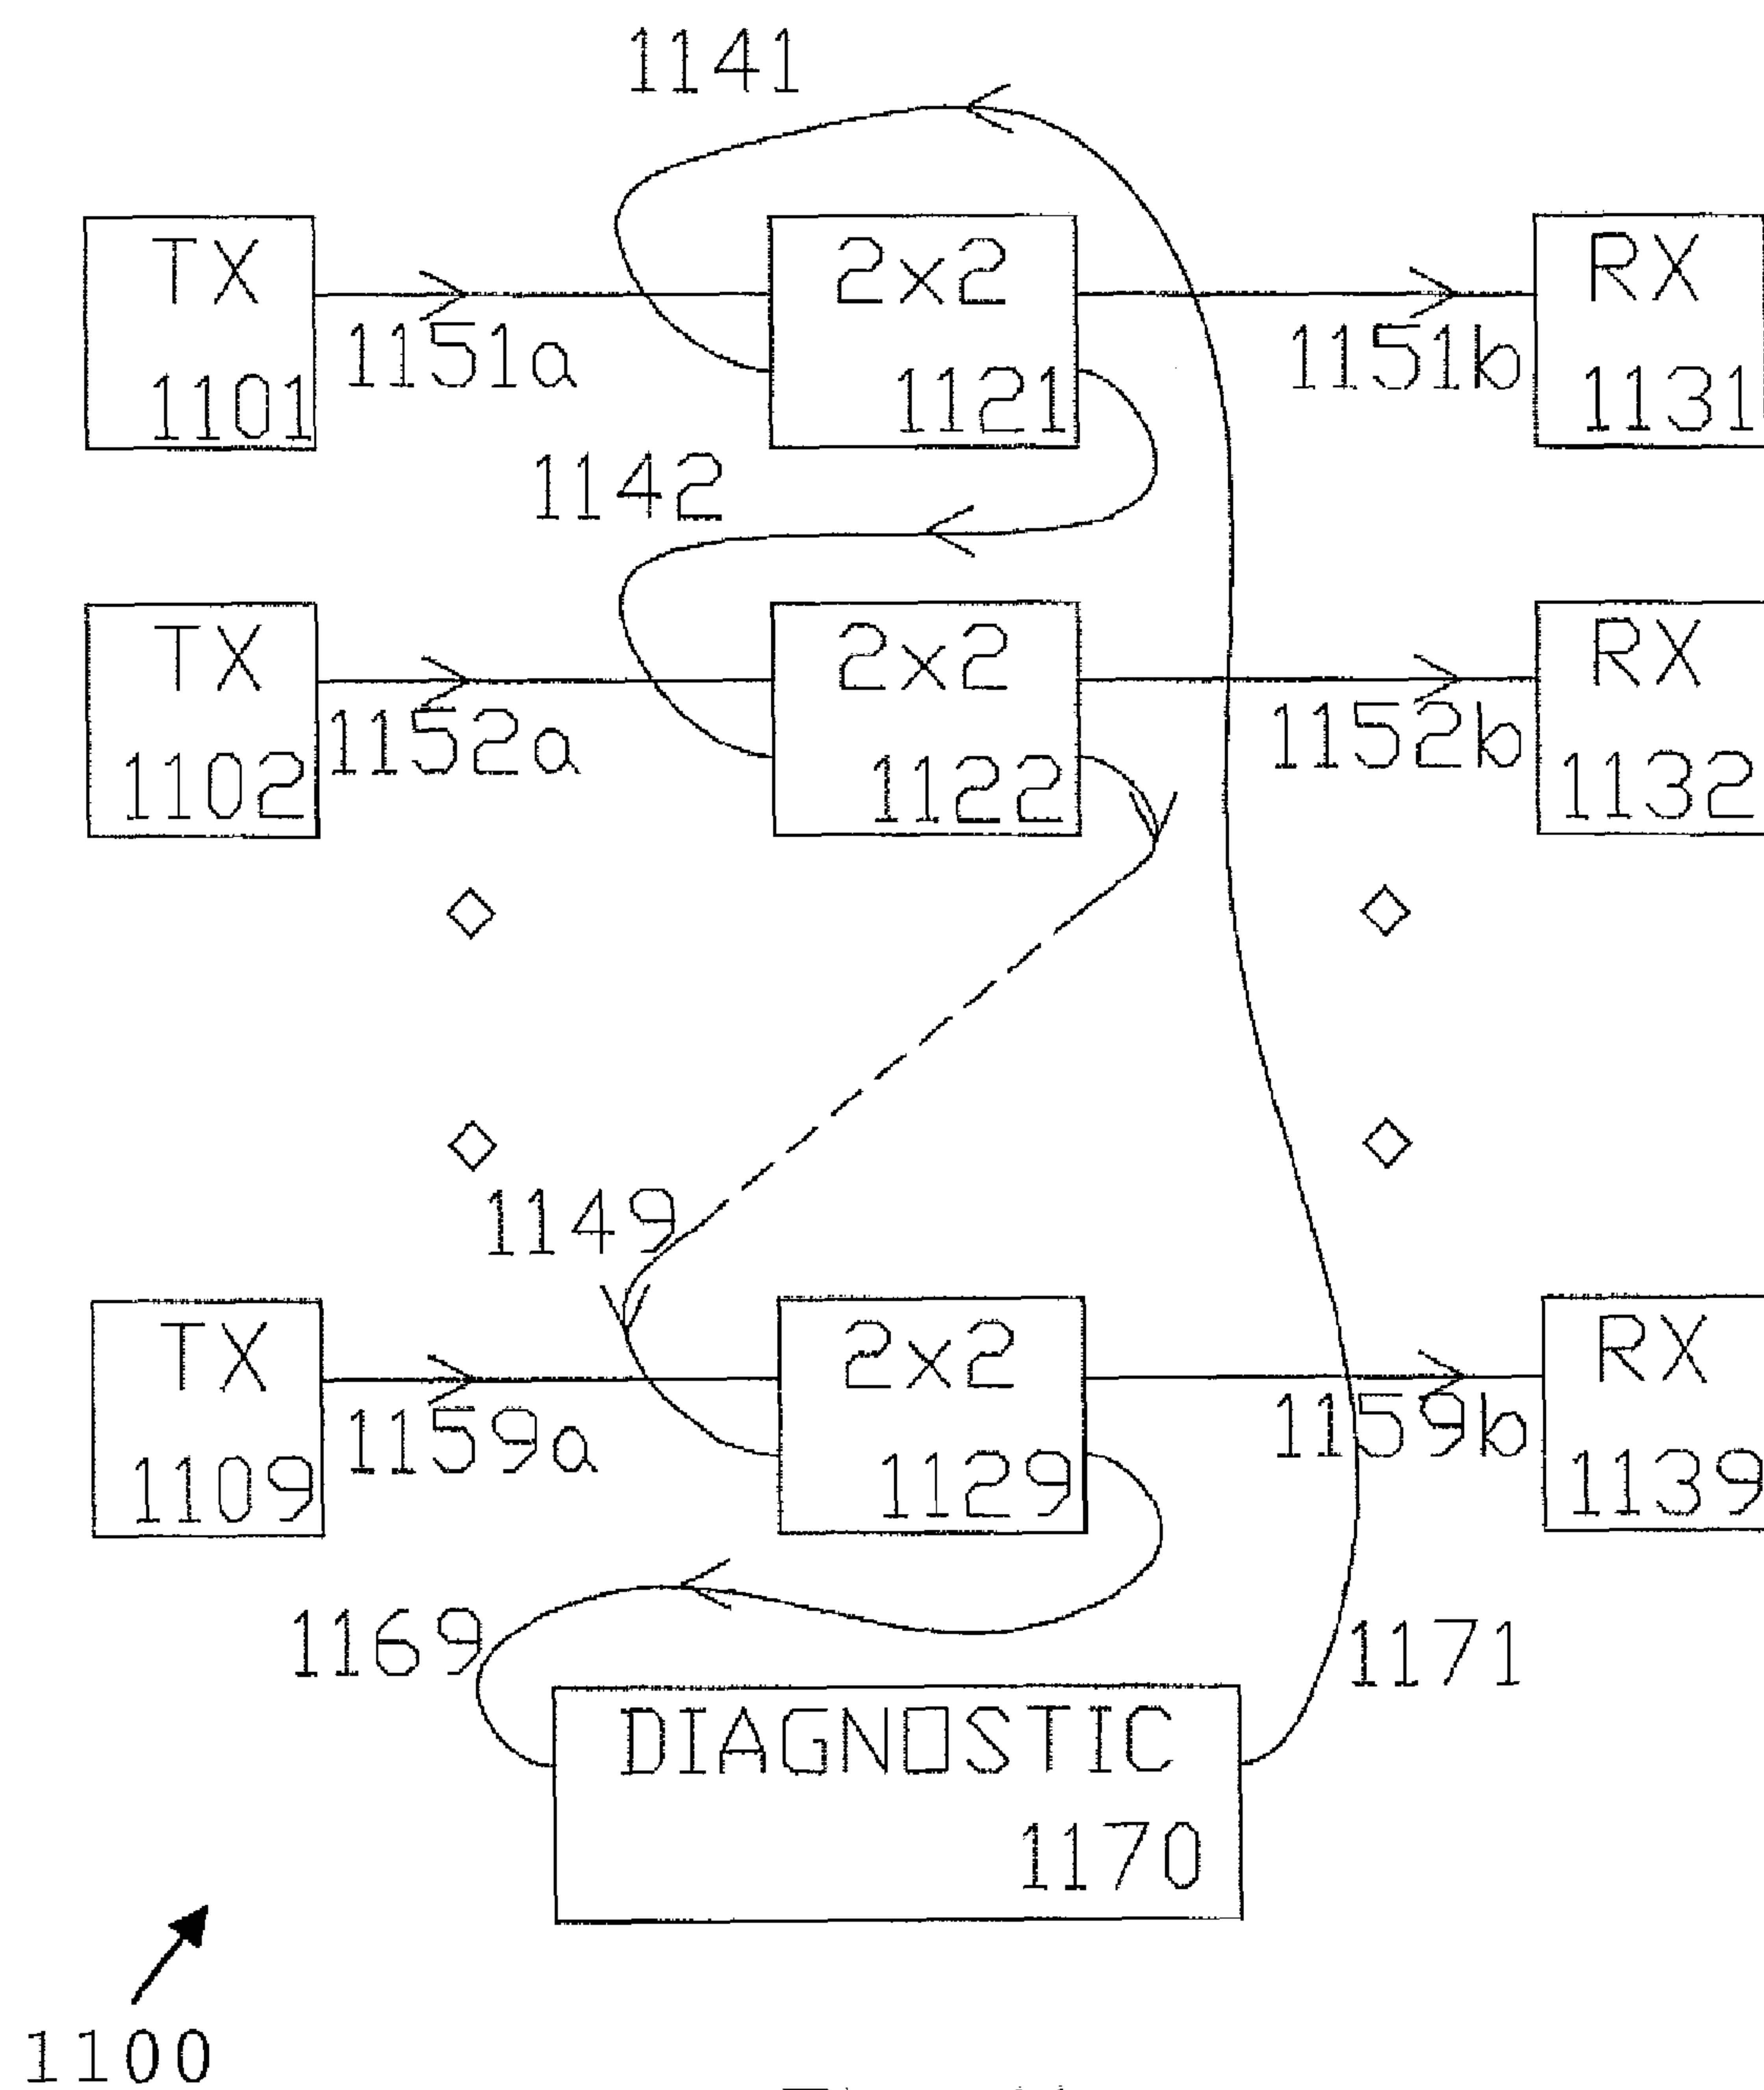 1141
TX
1101
1151a
2x2
1121
1151b
RX
1131
1142
TX
1102
1152a
2x2
1122
1152b
RX
1132
1149
TX
1109
1159a
2x2
1129
1159b
RX
1139
1169
1171
DIAGNOSTIC
1170
1100